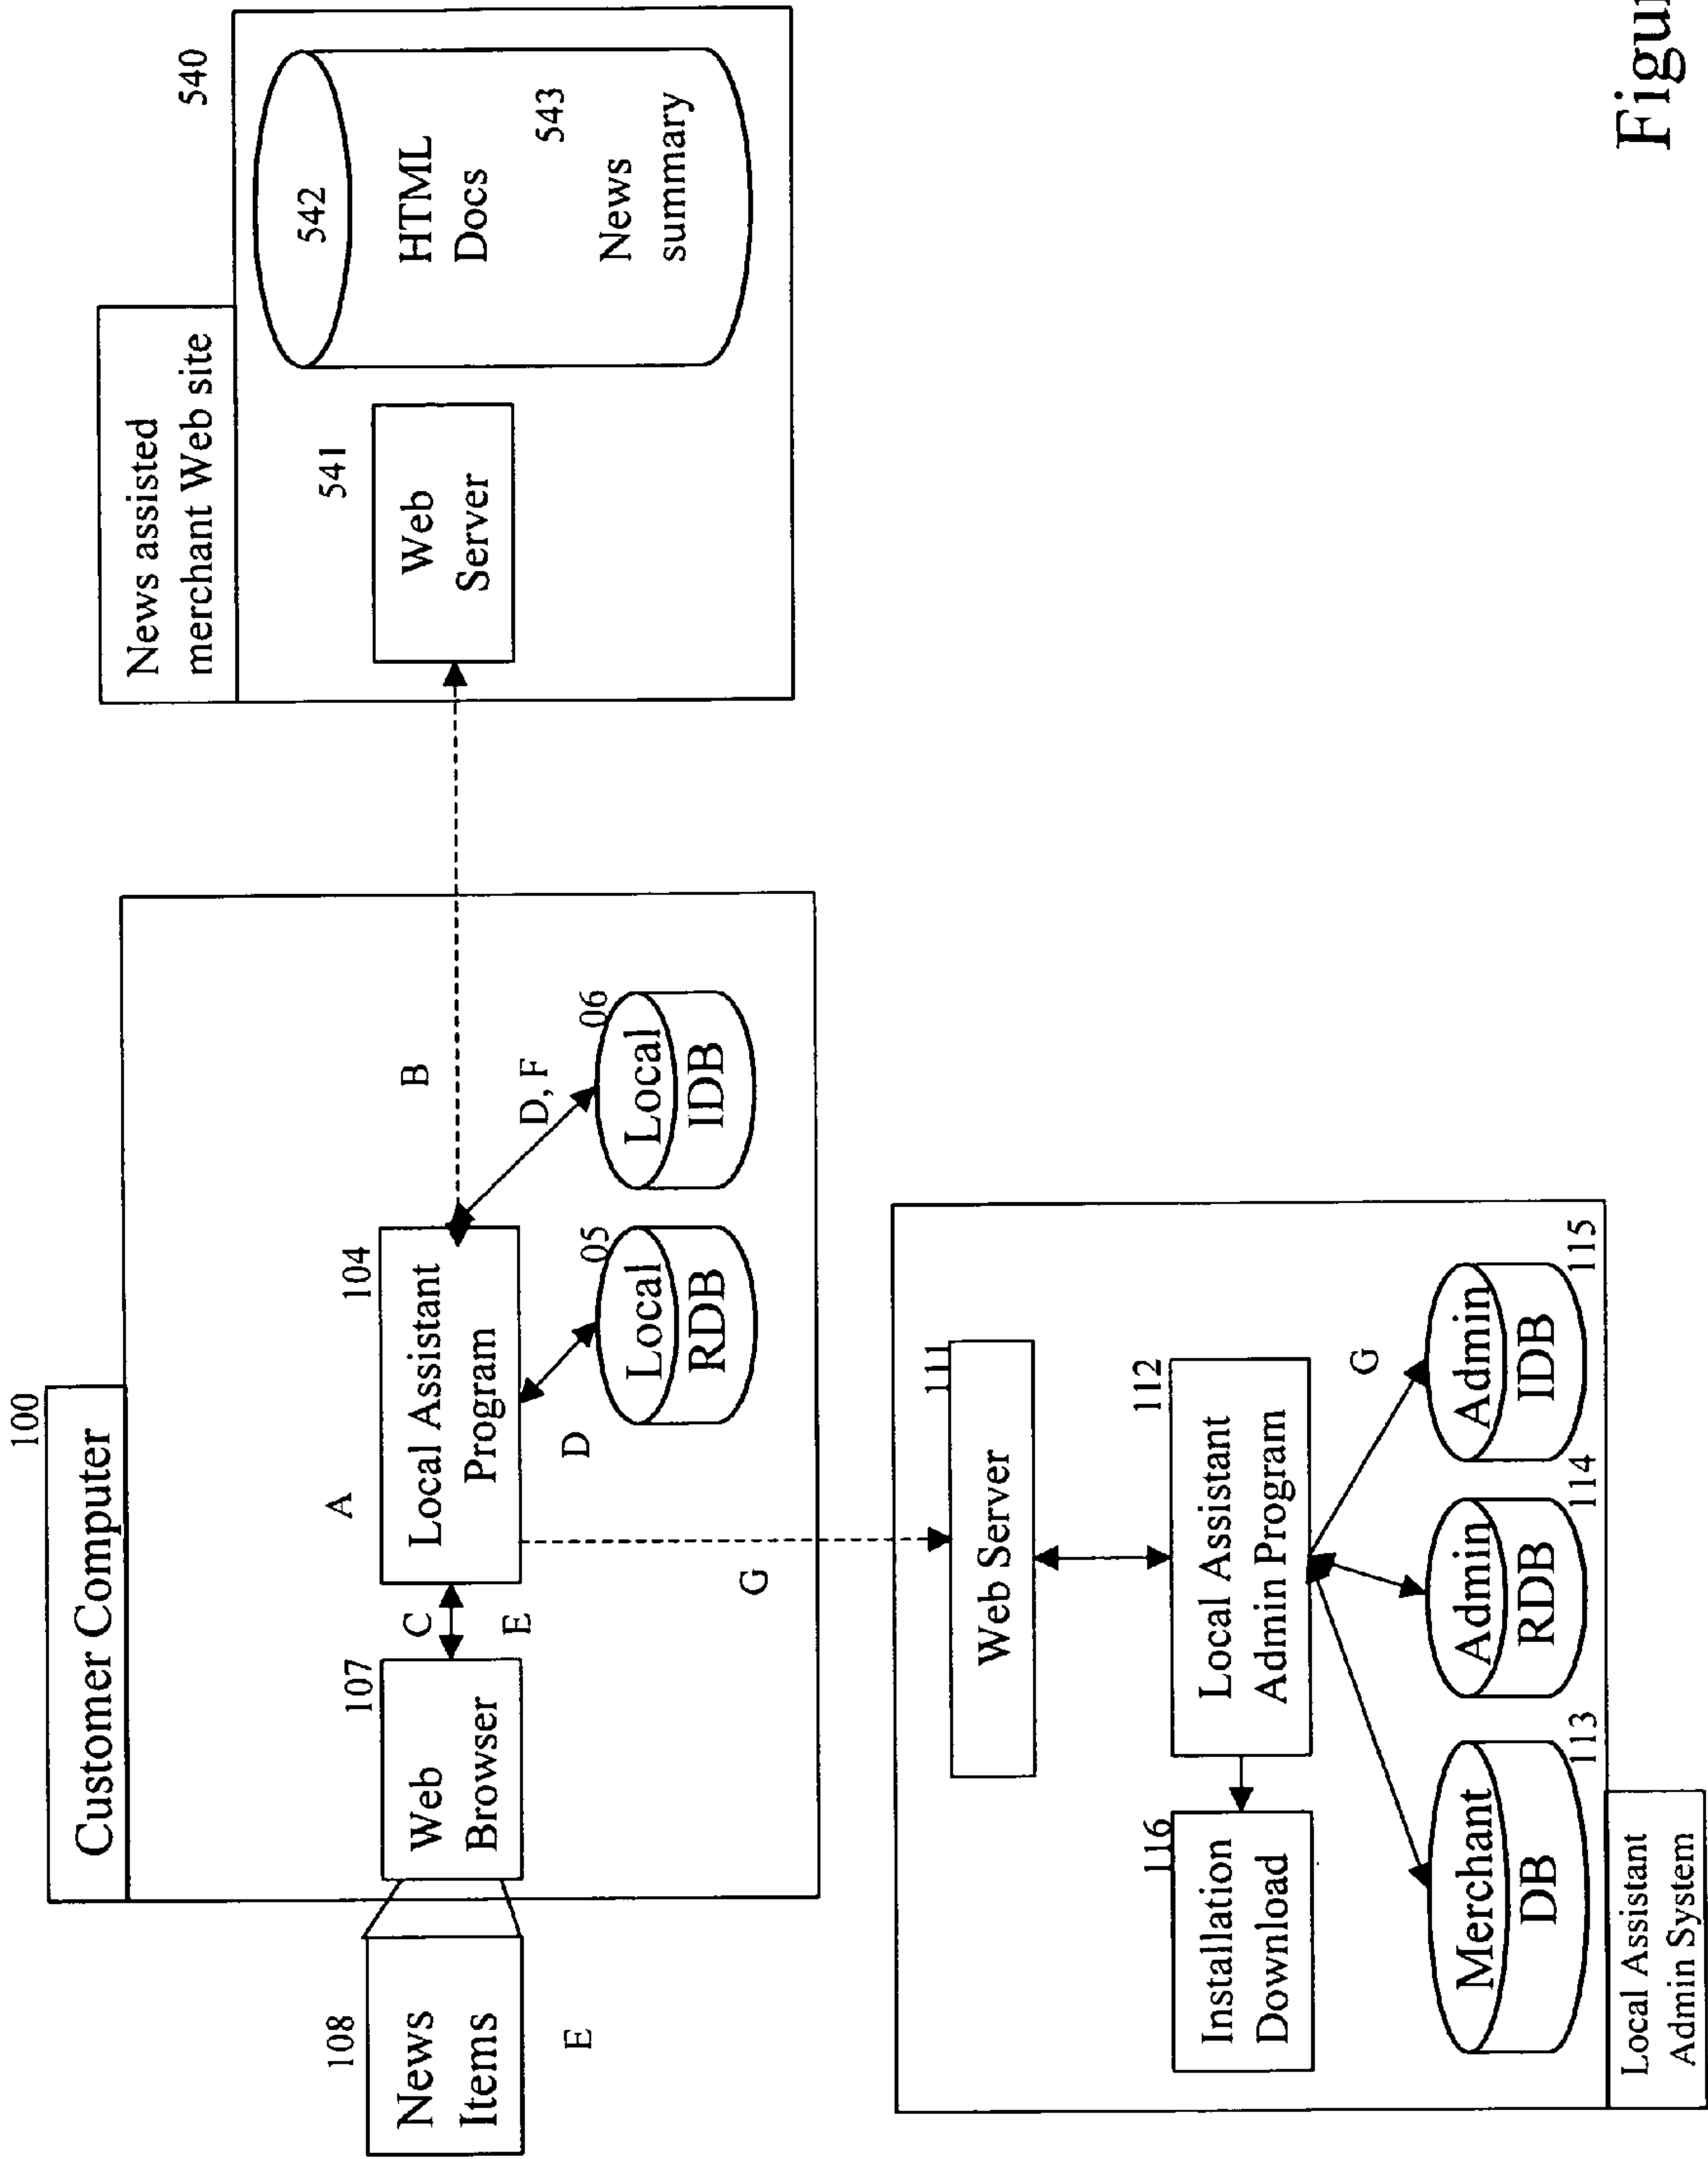 100
Customer Computer
108
News
Items
E
107
Web
Browser
C
E
A
104
Local Assistant
Program
D
05
Local
RDB
D, F
06
Local
IDB
B
G
News assisted
merchant Web site
540
541
Web
Server
542
HTML
Docs
543
News
summary
111
Web Server
112
Local Assistant
Admin Program
116
Installation
Download
G
Merchant
DB
113
Admin
RDB
114
Admin
IDB
115
Local Assistant
Admin System